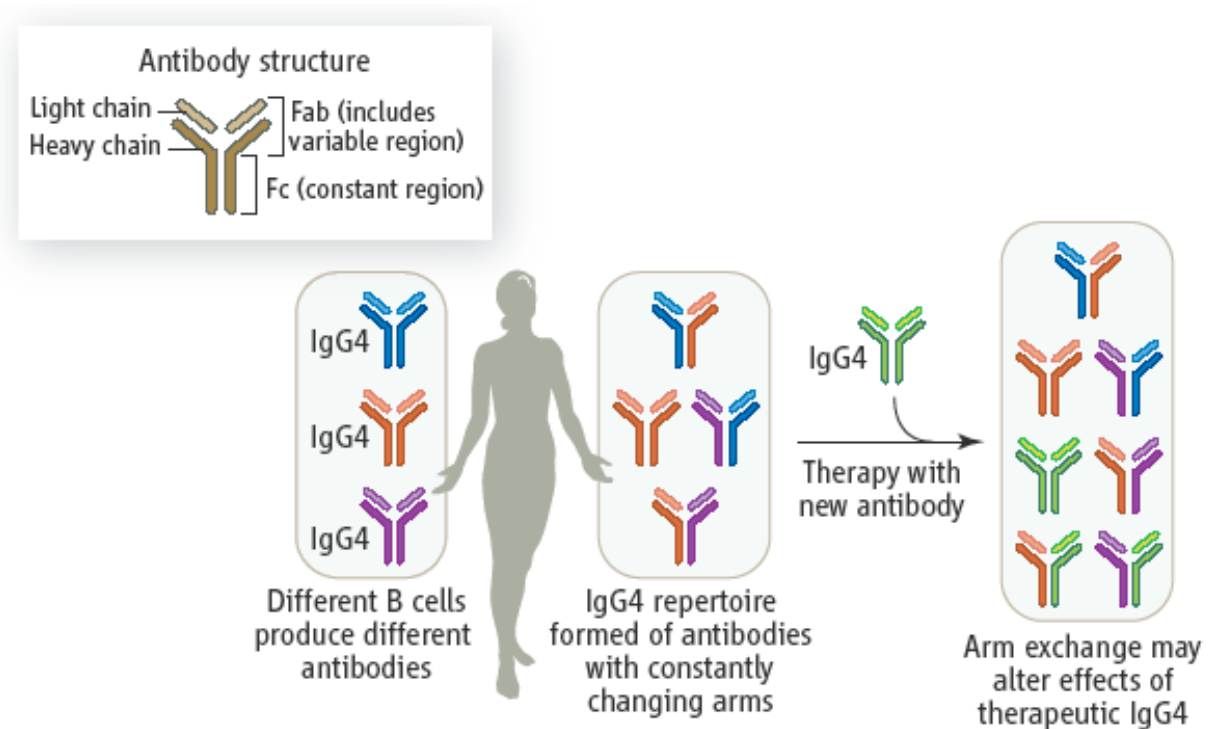 Antibody structure
Light chain
Heavy chain
Fab (includes
variable region)
Fc (constant region)
IgG4
IgG4
IgG4
Different B cells
produce different
antibodies
IgG4 repertoire
formed of antibodies
with constantly
changing arms
IgG4
Therapy with
new antibody
Arm exchange may
alter effects of
therapeutic IgG4